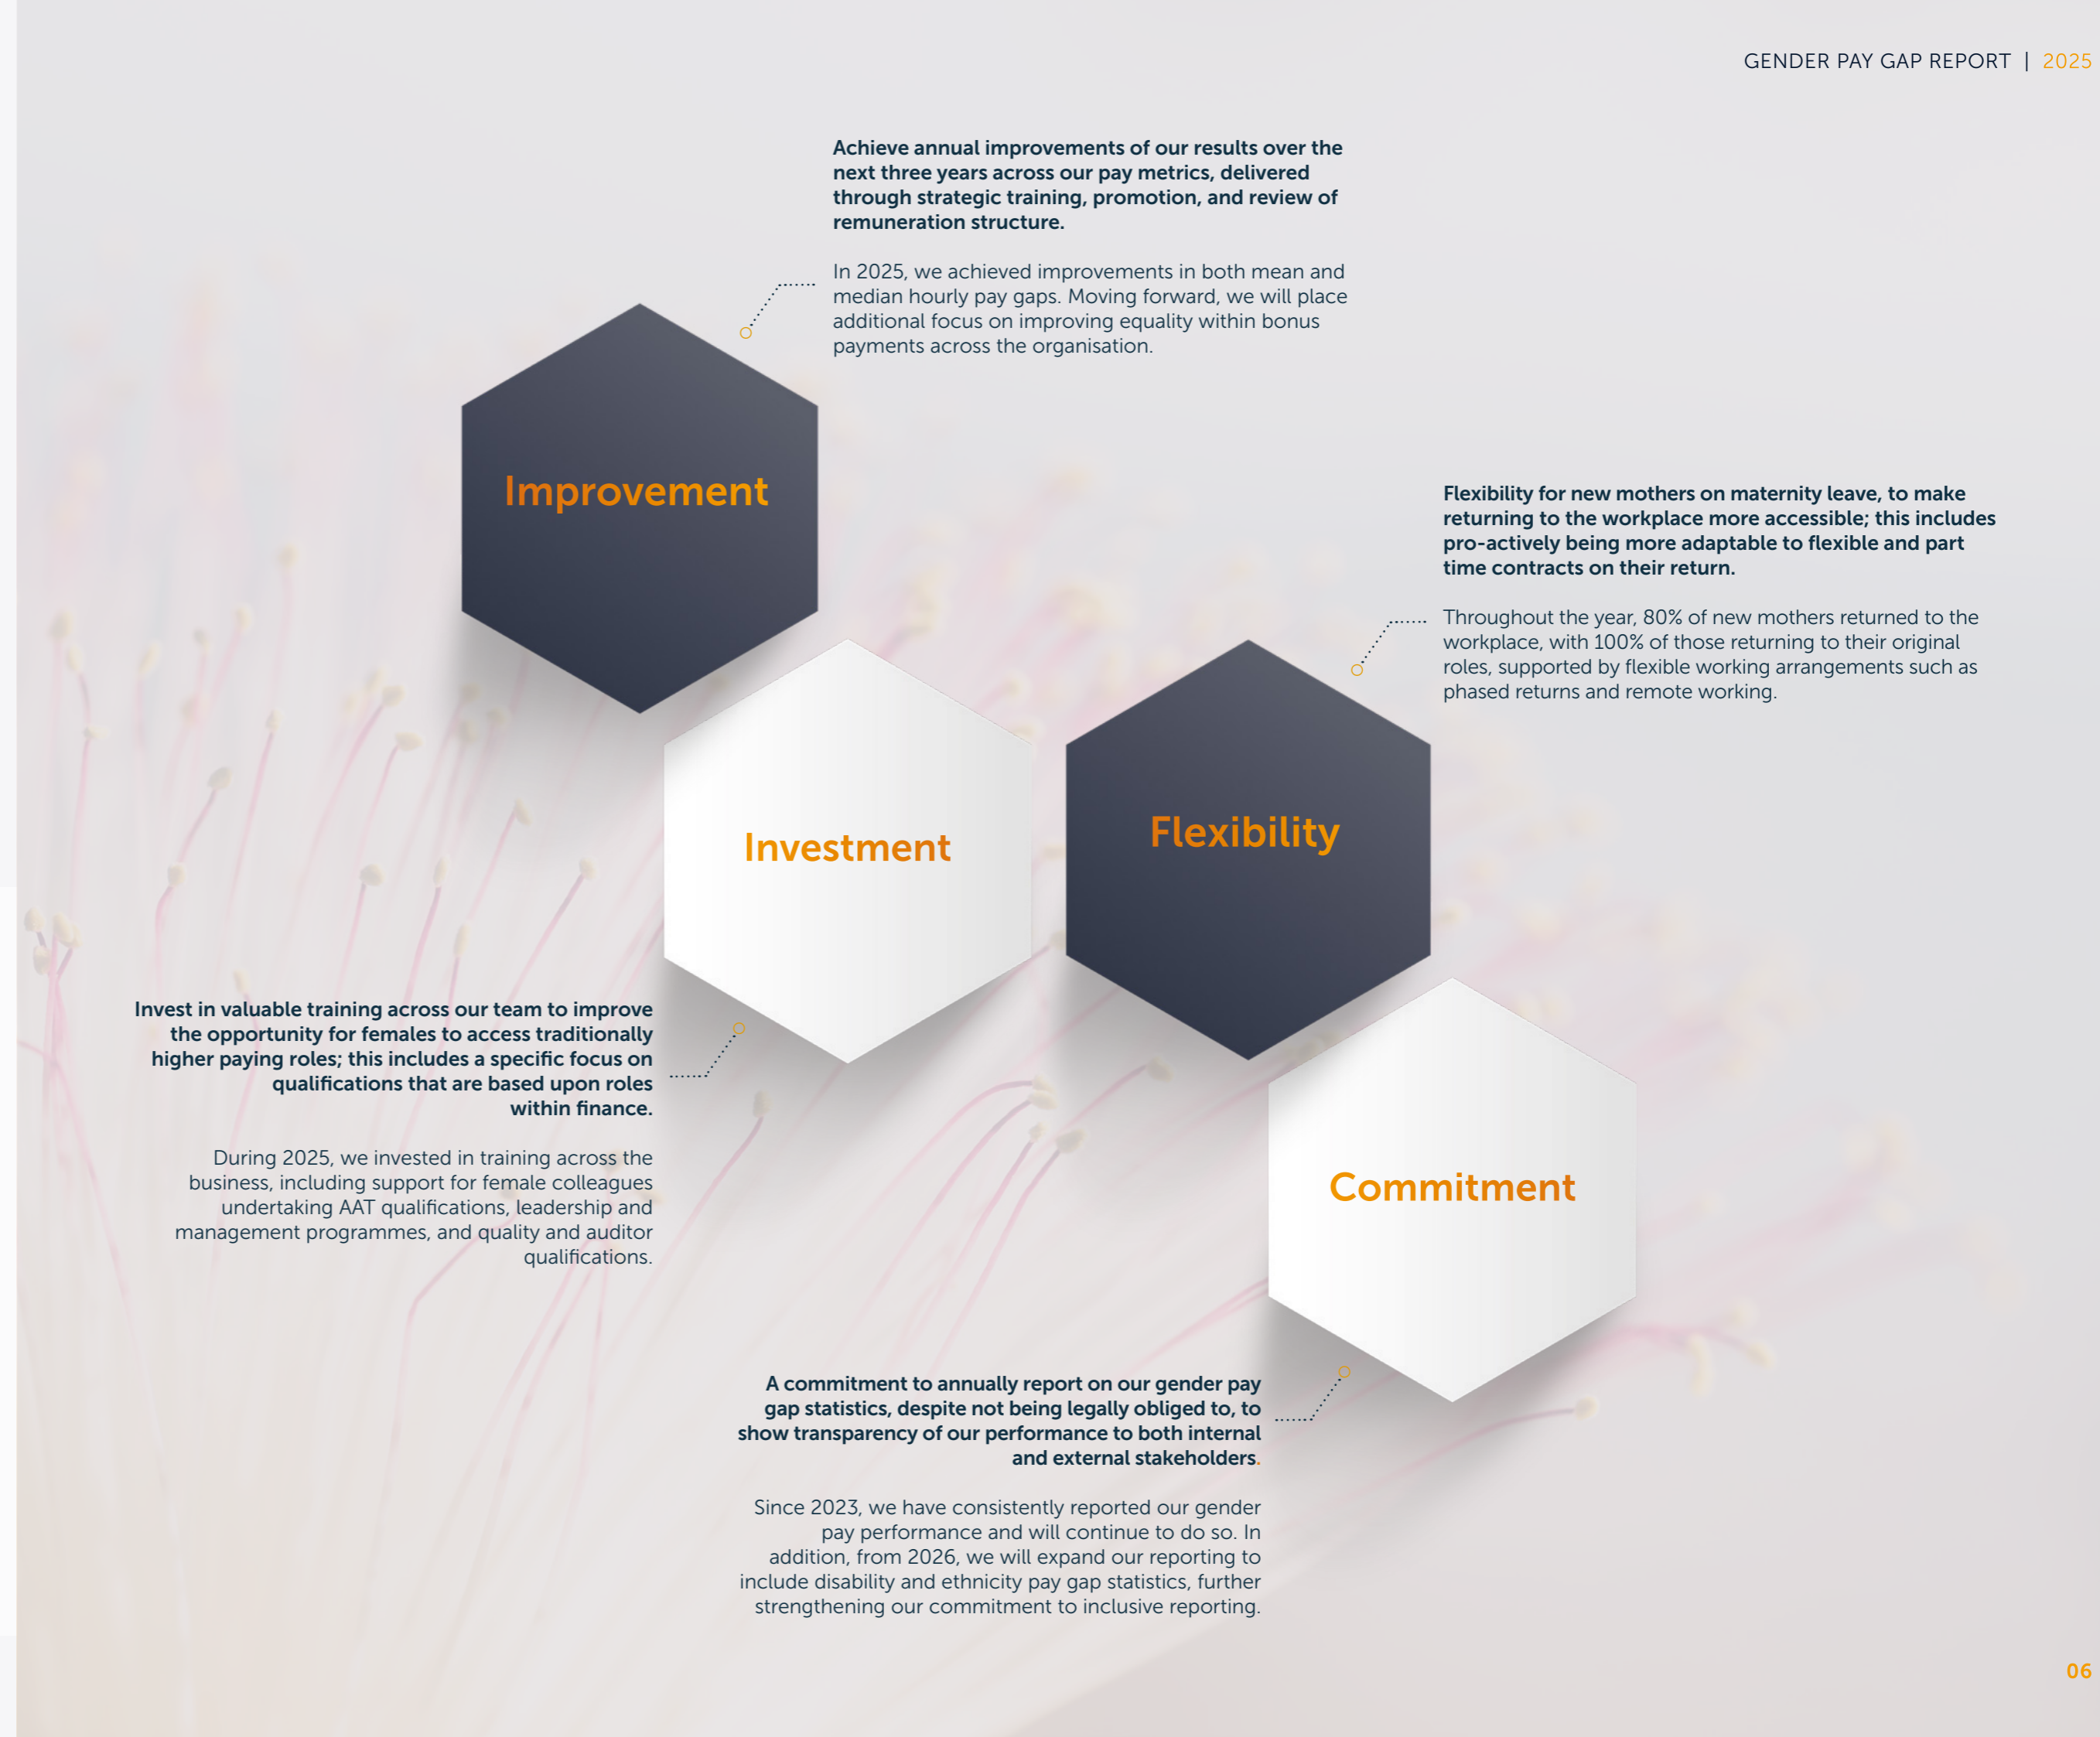 GENDER PAY GAP REPORT | 2025
Achieve annual improvements of our results over the
next three years across our pay metrics, delivered
through strategic training, promotion, and review of
remuneration structure.
In 2025, we achieved improvements in both mean and
median hourly pay gaps. Moving forward, we will place
additional focus on improving equality within bonus
payments across the organisation.
Improvement
Flexibility for new mothers on maternity leave, to make
returning to the workplace more accessible; this includes
pro-actively being more adaptable to flexible and part
time contracts on their return.
Throughout the year, 80% of new mothers returned to the
workplace, with 100% of those returning to their original
roles, supported by flexible working arrangements such as
phased returns and remote working.
Flexibility
Investment
Invest in valuable training across our team to improve
the opportunity for females to access traditionally
higher paying roles; this includes a specific focus on
qualifications that are based upon roles
within finance.
During 2025, we invested in training across the
business, including support for female colleagues
undertaking AAT qualifications, leadership and
management programmes, and quality and auditor
qualifications.
Commitment
A commitment to annually report on our gender pay
gap statistics, despite not being legally obliged to, to
show transparency of our performance to both internal
and external stakeholders.
Since 2023, we have consistently reported our gender
pay performance and will continue to do so. In
addition, from 2026, we will expand our reporting to
include disability and ethnicity pay gap statistics, further
strengthening our commitment to inclusive reporting.
06